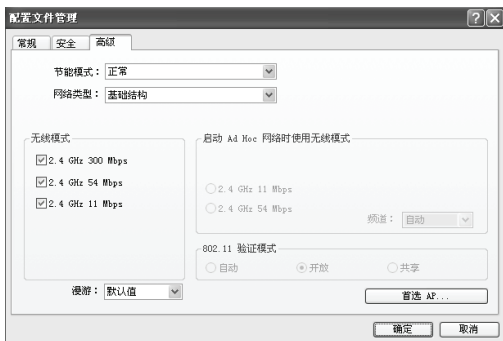 配置文件管理
常规 安全 高级
节能模式： 正常
网络类型： 基础结构
无线模式
2.4 GHz 300 Mbps
2.4 GHz 54 Mbps
2.4 GHz 11 Mbps
启动 Ad Hoc 网络时使用无线模式
2.4 GHz 11 Mbps
2.4 GHz 54 Mbps
频道： 自动
802.11 验证模式
自动 开放 共享
漫游： 默认值
首选 AP...
确定 取消